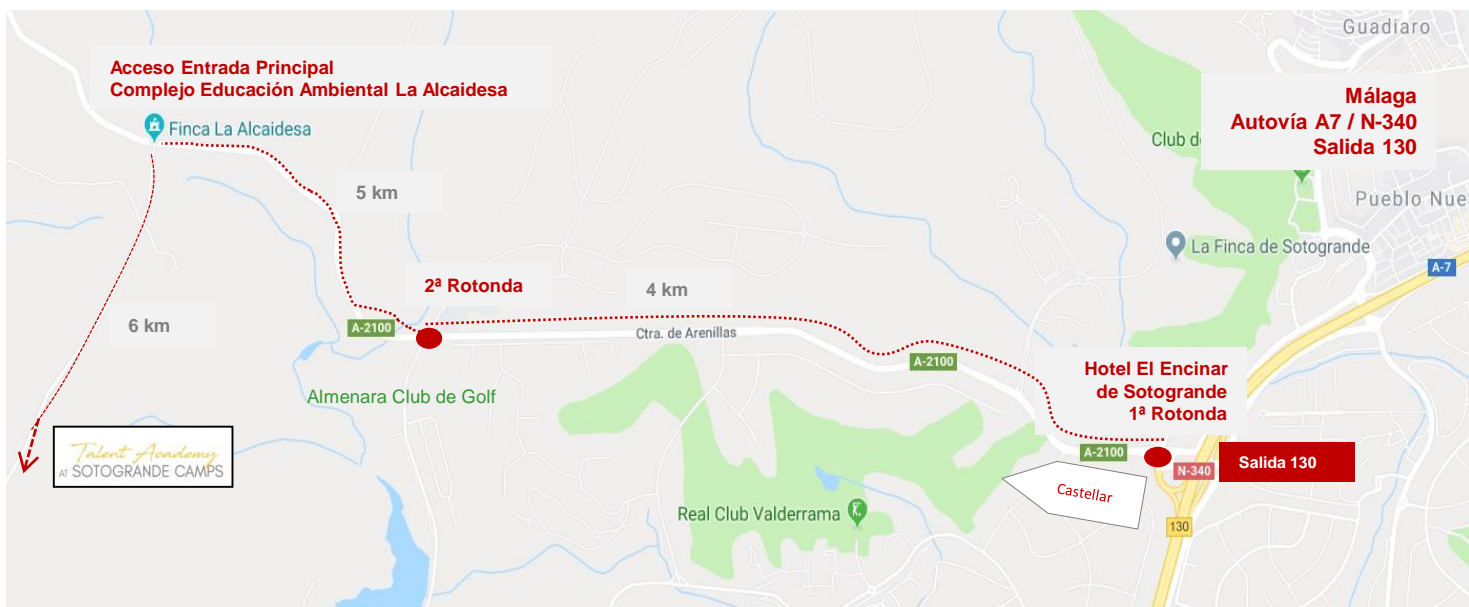 Guadiaro
Acceso Entrada Principal
Complejo Educación Ambiental La Alcaidesa
Málaga
Autovía A7 / N-340
Salida 130
Finca La Alcaidesa
Club d
5 km
Pueblo Nue
La Finca de Sotogrande
A-7
2ª Rotonda
4 km
6 km
A-2100
Ctra. de Arenillas
A-2100
Hotel El Encinar
de Sotogrande
1ª Rotonda
Almenara Club de Golf
Talent Academy
AT SOTOGRANDE CAMPS
A-2100
N-340
Salida 130
Castellar
Real Club Valderrama
130